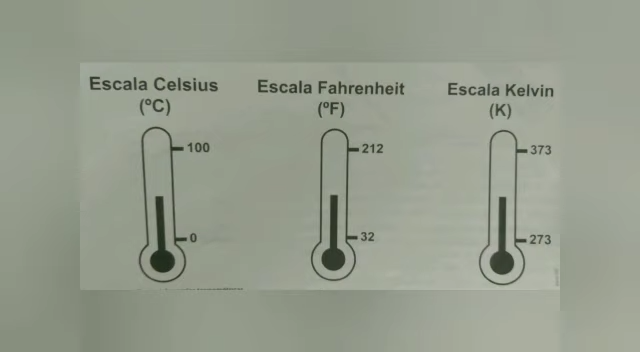 Escala Celsius
(ºC)
100
0
Escala Fahrenheit
(ºF)
212
32
Escala Kelvin
(K)
373
273